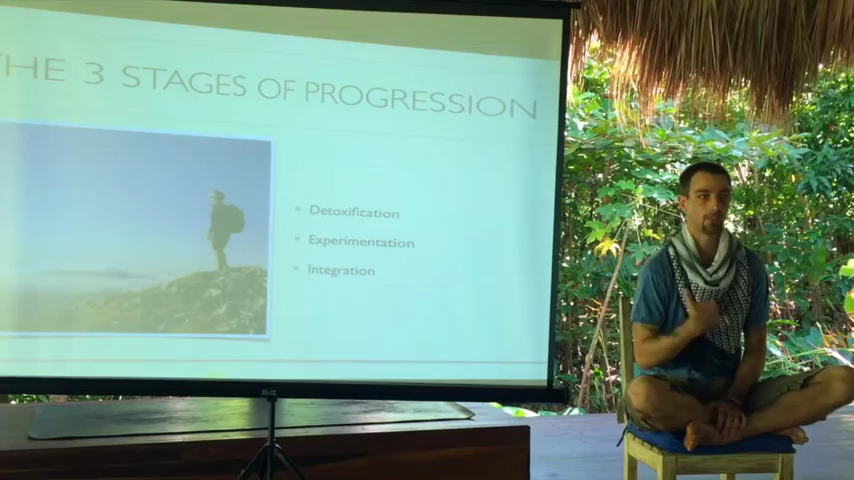 THE 3 STAGES OF PROGRESSION
Detoxification
Experimentation
Integration